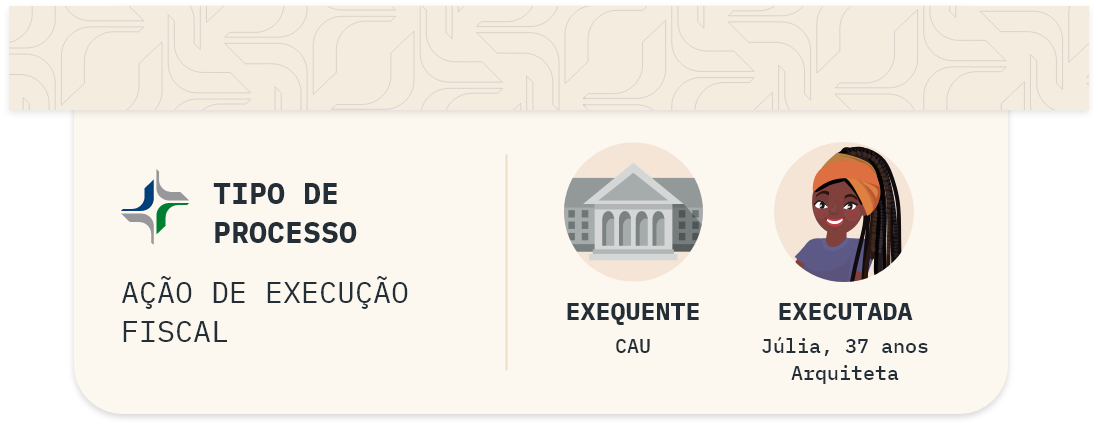 TIPO DE
PROCESSO
AÇÃO DE EXECUÇÃO
FISCAL
EXEQUENTE
CAU
EXECUTADA
Júlia, 37 anos
Arquiteta